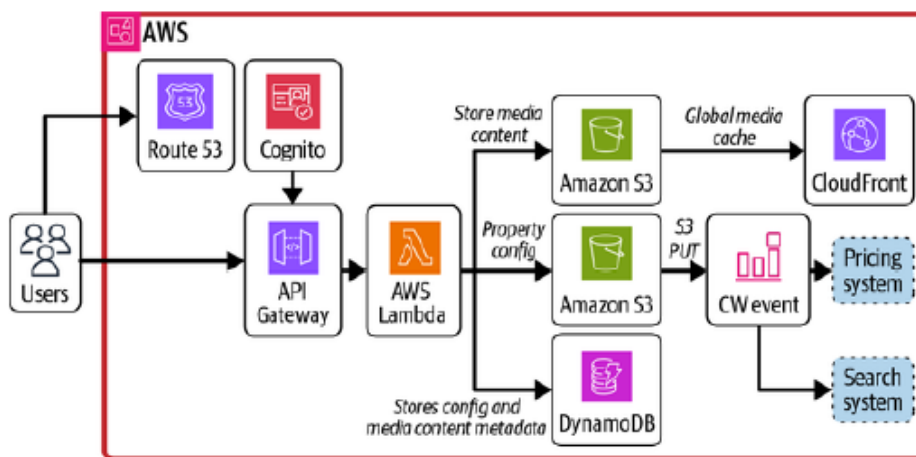 AWS
53
Route 53
Cognito
Users
API
Gateway
AWS
Lambda
Store media
content
Amazon S3
Global media
cache
CloudFront
Property
config
Amazon S3
S3
PUT
CW event
Pricing
system
Search
system
Stores config and
media content metadata
DynamoDB